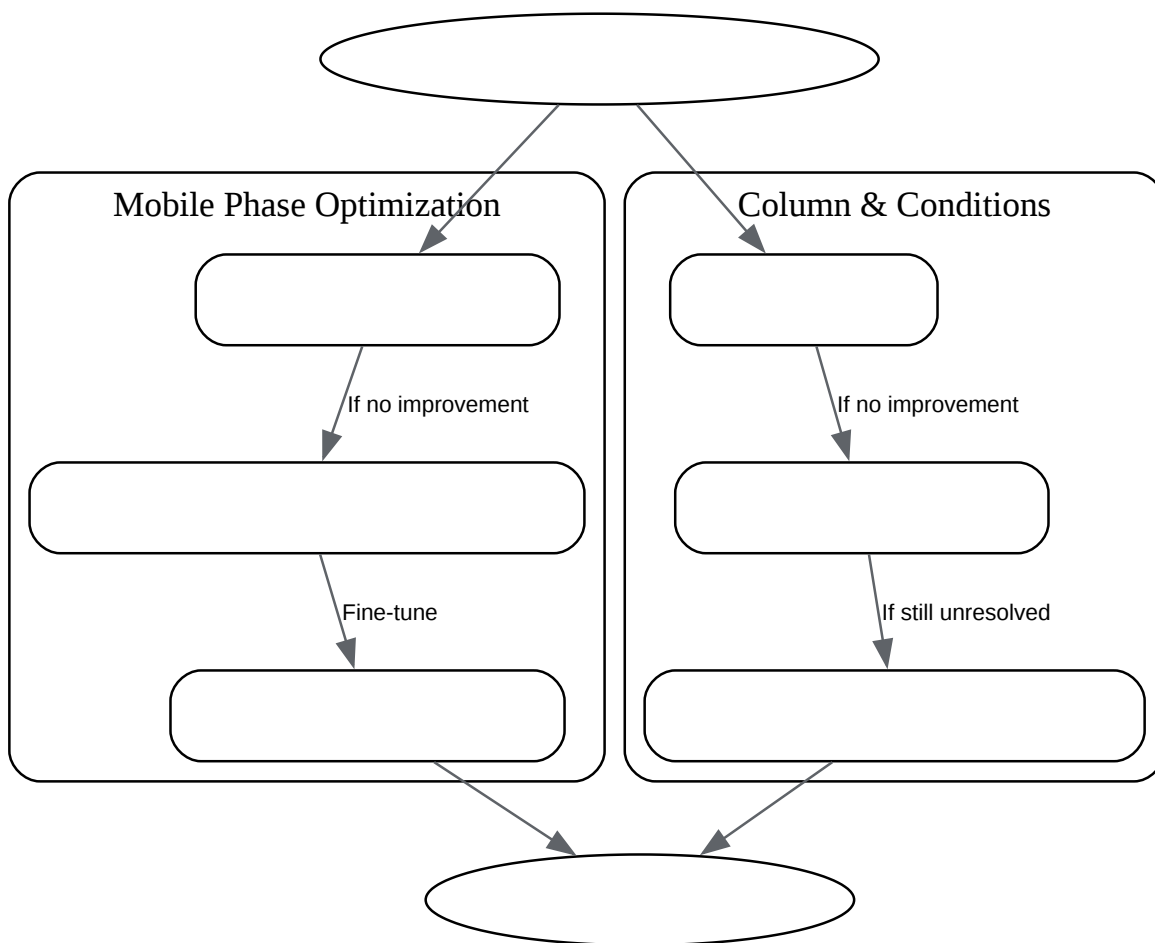 Mobile Phase Optimization
Column & Conditions
If no improvement
If no improvement
Fine-tune
If still unresolved